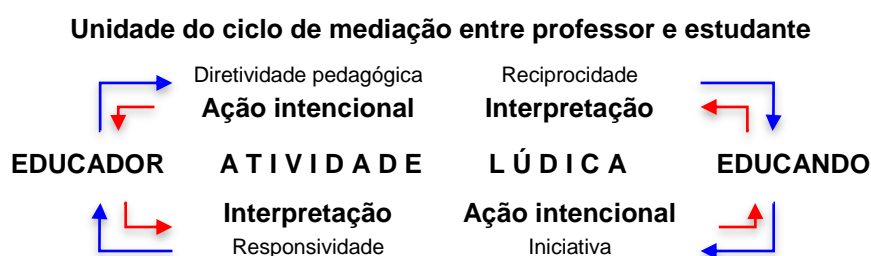 Unidade do ciclo de mediação entre professor e estudante
Diretividade pedagógica Reciprocidade
Ação intencional Interpretação
EDUCADOR A T I V I D A D E L Ú D I C A EDUCANDO
Interpretação Ação intencional
Responsividade Iniciativa